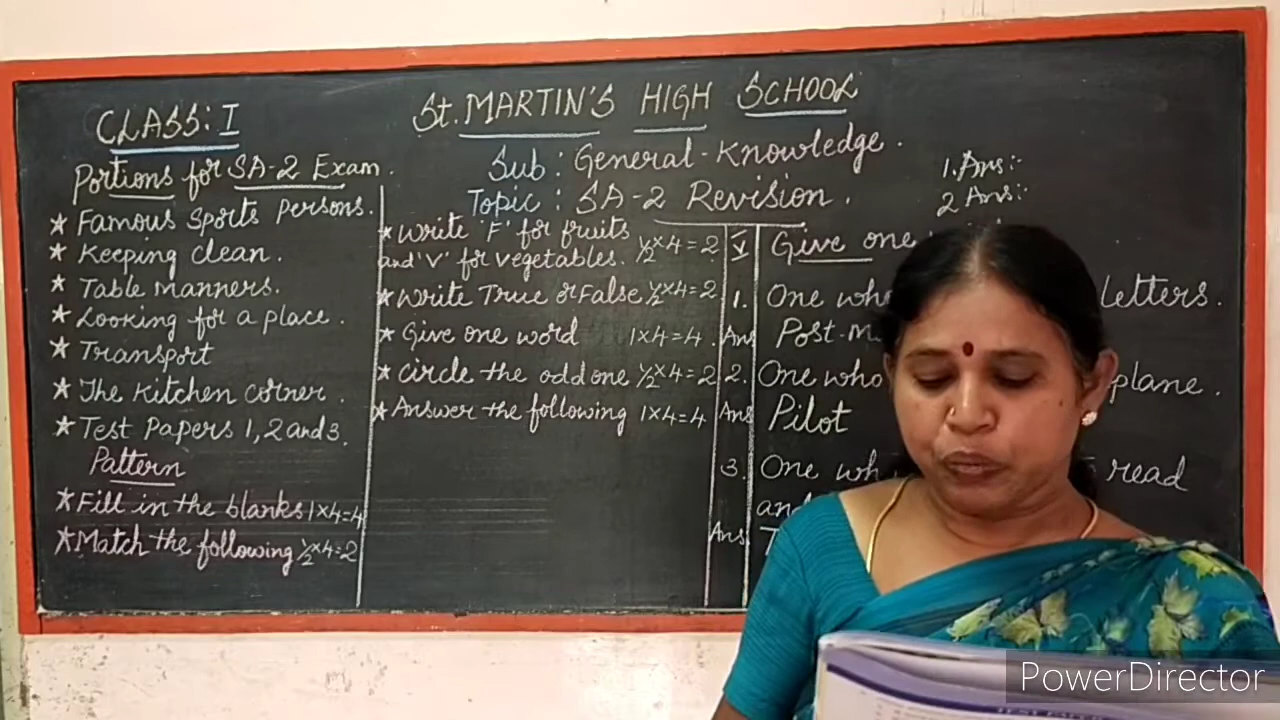 CLASS: I
St. MARTIN'S HIGH SCHOOL
Sub : General-Knowledge.
Topic : SA-2 Revision.
1. Ans:-
2 Ans:-
Portions for SA-2 Exam.
★ Famous Sports Persons.
★ Keeping clean.
★ Table manners.
★ Looking for a place.
★ Transport
★ The Kitchen corner.
★ Test Papers 1, 2 and 3.
Pattern
★ Fill in the blanks 1×4=4
★ Match the following ½×4=2
★ Write 'F' for fruits
and 'V' for vegetables. ½×4=2
★ Write True or False ½×4=2
★ Give one word 1×4=4.
★ circle the odd one ½×4=2
★ Answer the following 1×4=4
V Give one
1. One who letters.
Ans Post-m
2. One who plane.
Ans Pilot
3. One who read
and
Ans
PowerDirector